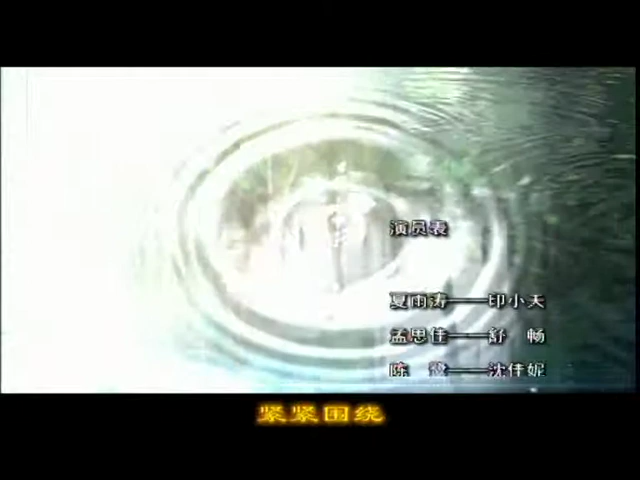 演员表
夏雨涛——印小天
孟思佳——舒 畅
陈 ——沈佳妮
紧紧围绕